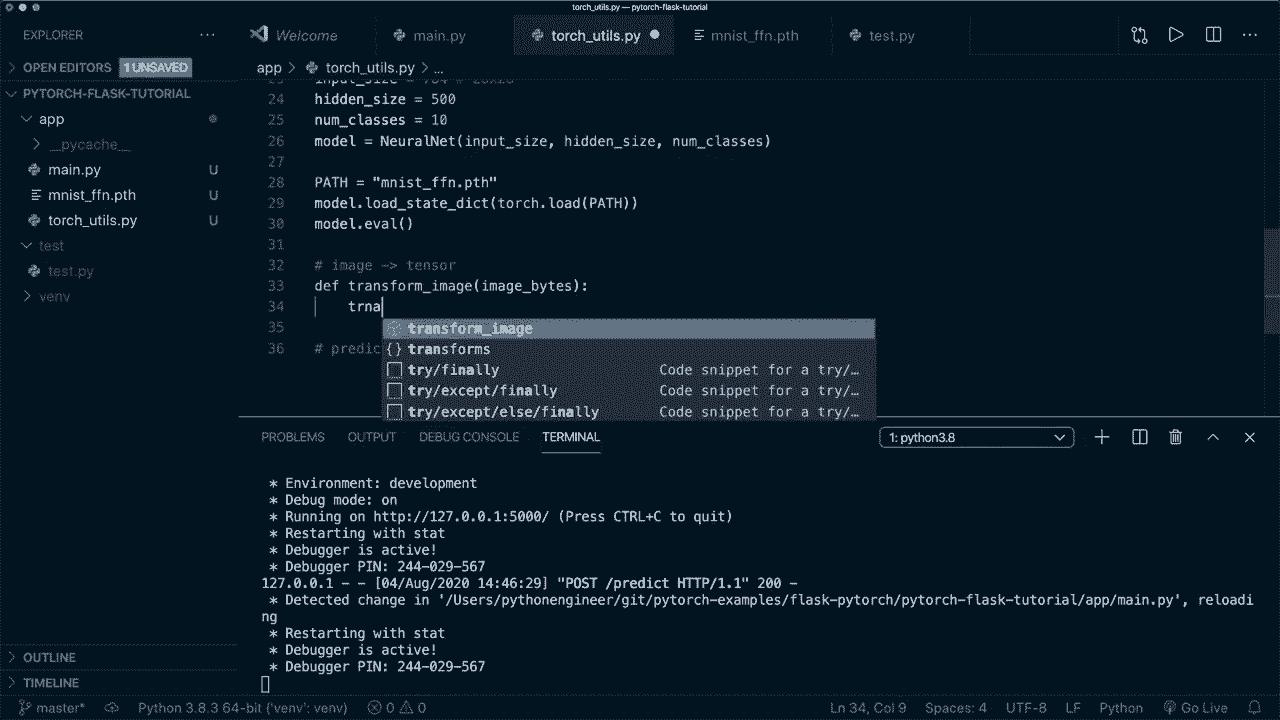 torch_utils.py — pytorch-flask-tutorial
EXPLORER
Welcome
main.py
torch_utils.py
mnist_ffn.pth
test.py
OPEN EDITORS 1 UNSAVED
app > torch_utils.py > ...
PYTORCH-FLASK-TUTORIAL
app
__pycache__
main.py U
mnist_ffn.pth U
torch_utils.py U
test
test.py
venv
OUTLINE
TIMELINE
24 hidden_size = 500
25 num_classes = 10
26 model = NeuralNet(input_size, hidden_size, num_classes)
27
28 PATH = "mnist_ffn.pth"
29 model.load_state_dict(torch.load(PATH))
30 model.eval()
31
32 # image -> tensor
33 def transform_image(image_bytes):
34 trna
35
36 # predic
transform_image
{} transforms
try/finally Code snippet for a try/…
try/except/finally Code snippet for a try/…
try/except/else/finally Code snippet for a try/…
PROBLEMS OUTPUT DEBUG CONSOLE TERMINAL 1: python3.8
* Environment: development
* Debug mode: on
* Running on http://127.0.0.1:5000/ (Press CTRL+C to quit)
* Restarting with stat
* Debugger is active!
* Debugger PIN: 244-029-567
127.0.0.1 - - [04/Aug/2020 14:46:29] "POST /predict HTTP/1.1" 200 -
* Detected change in '/Users/pythonengineer/git/pytorch-examples/flask-pytorch/pytorch-flask-tutorial/app/main.py', reloadi
ng
* Restarting with stat
* Debugger is active!
* Debugger PIN: 244-029-567
master* Python 3.8.3 64-bit ('venv': venv) 0 0 Ln 34, Col 9 Spaces: 4 UTF-8 LF Python Go Live